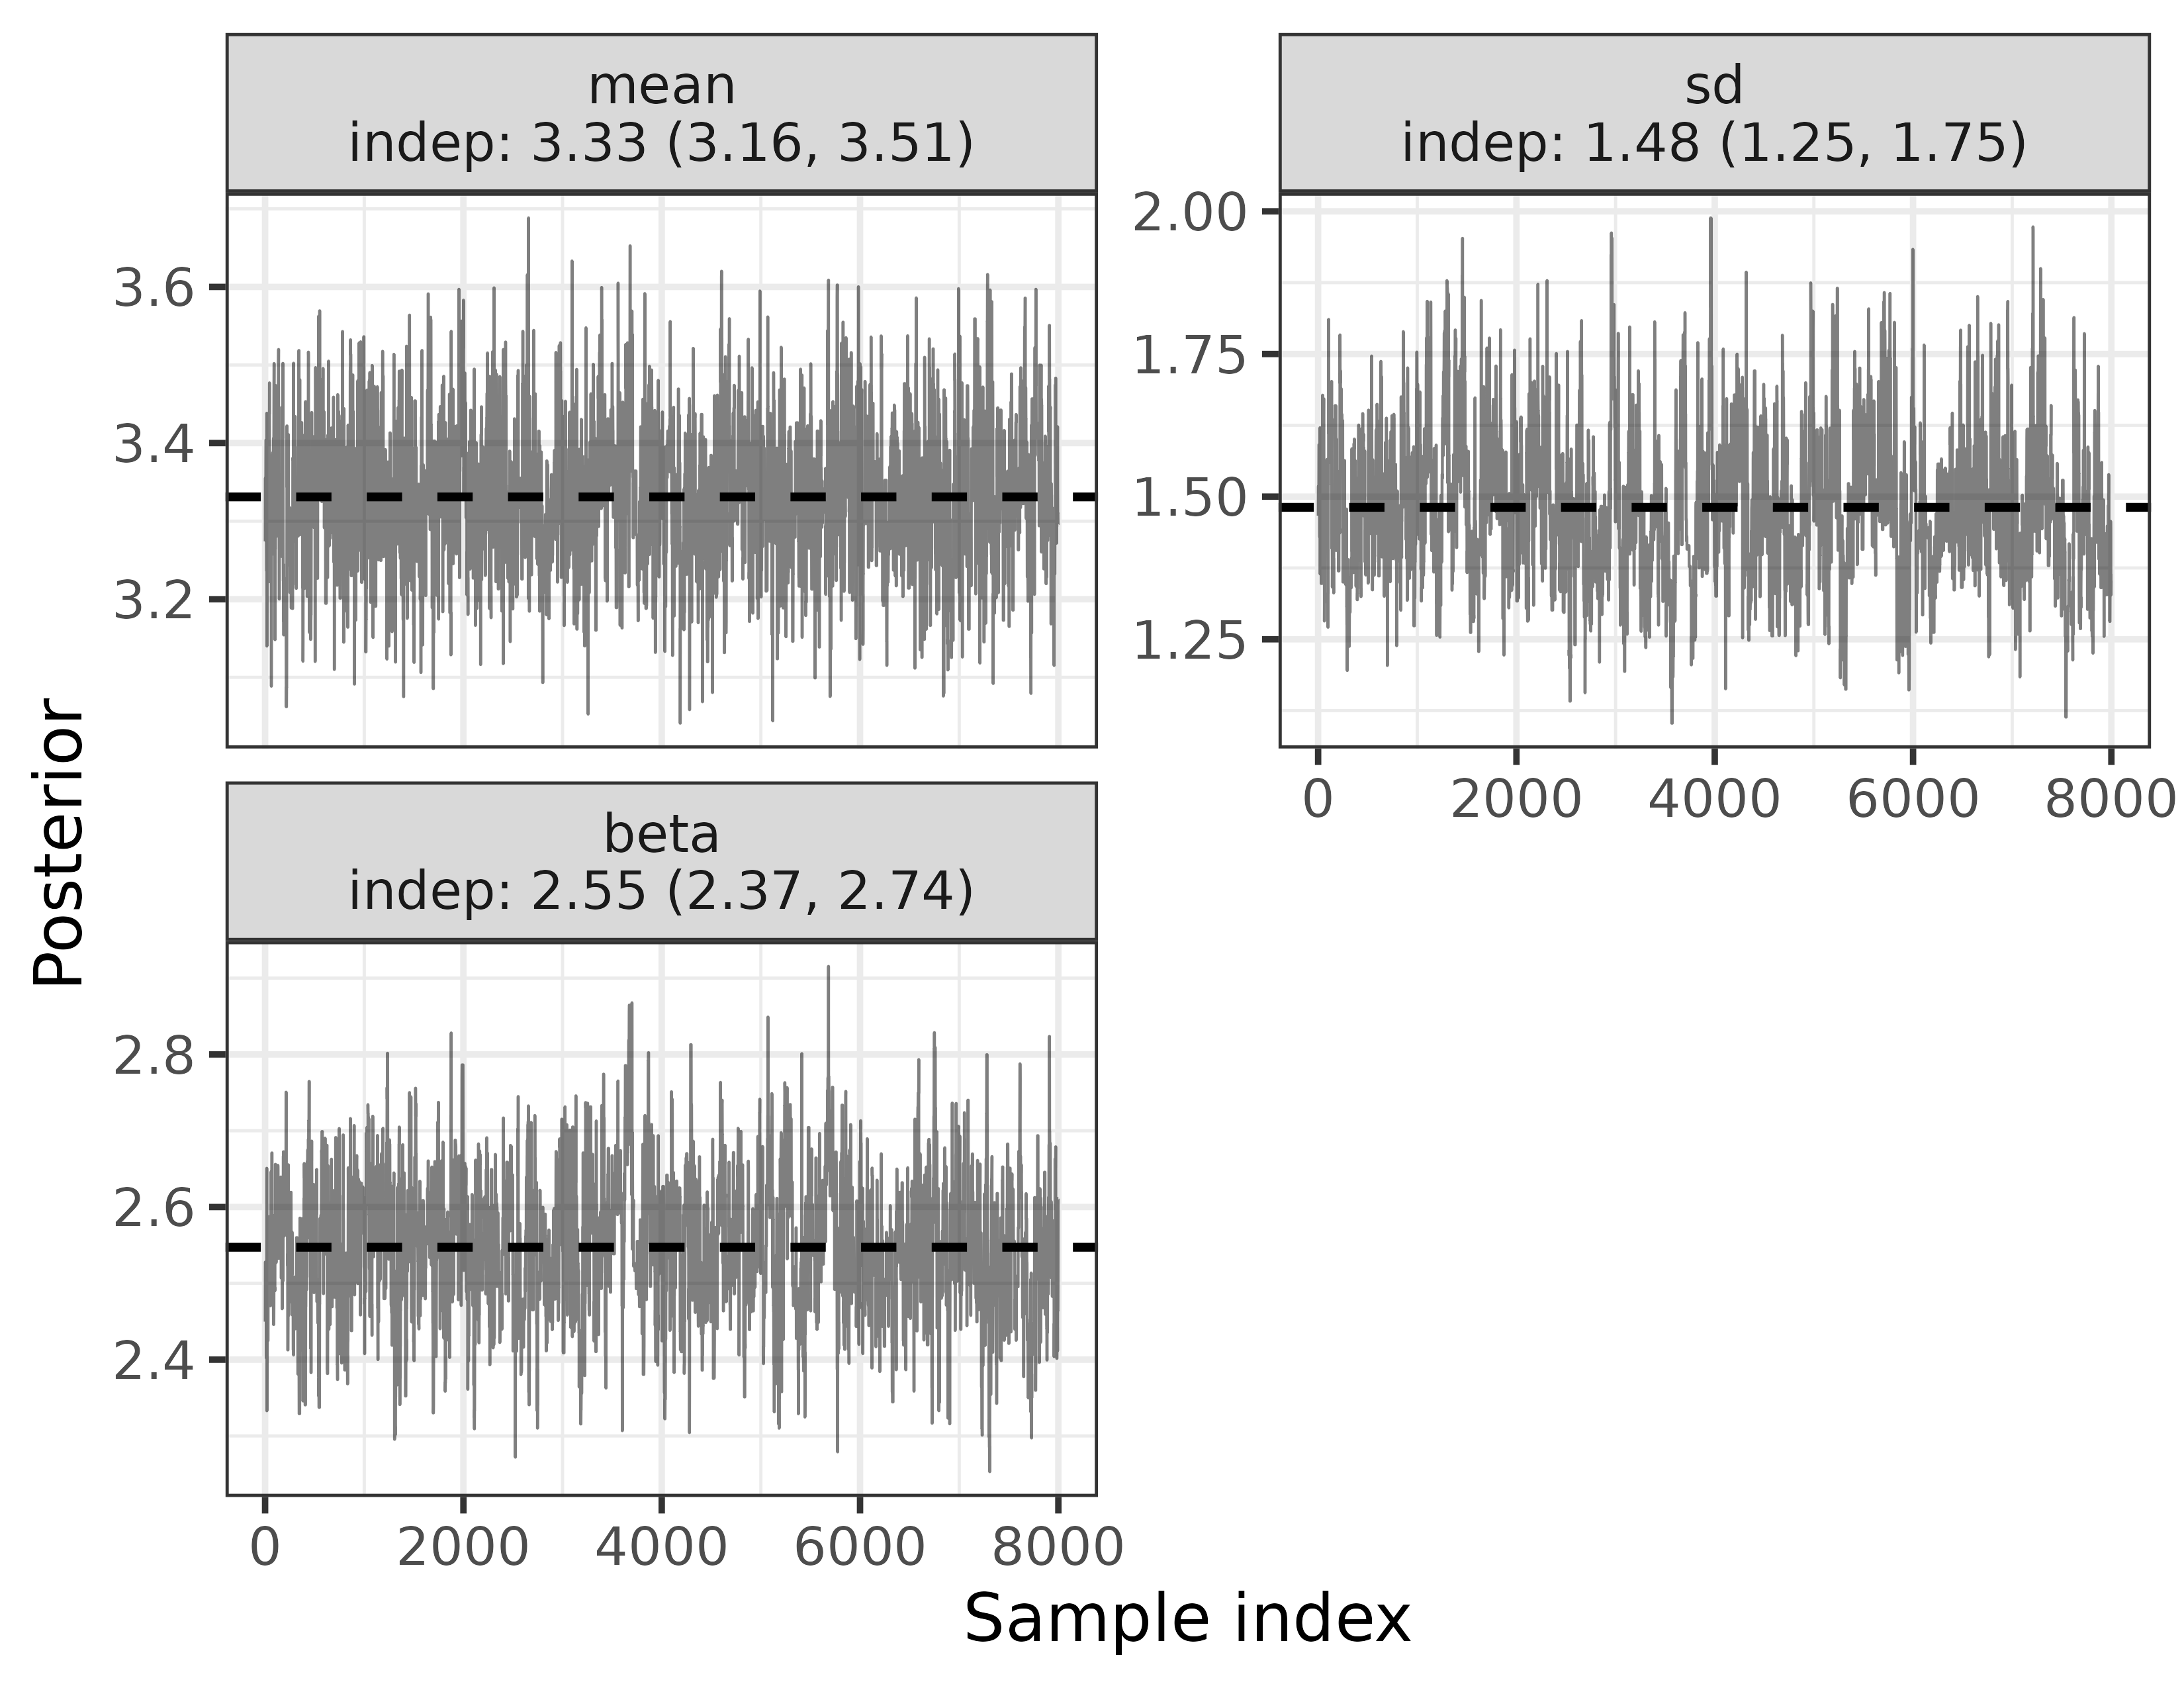 mean
indep: 3.33 (3.16, 3.51)
sd
indep: 1.48 (1.25, 1.75)
3.6
3.4
3.2
2.00
1.75
1.50
1.25
0 2000 4000 6000 8000
beta
indep: 2.55 (2.37, 2.74)
2.8
2.6
2.4
0 2000 4000 6000 8000
Posterior
Sample index